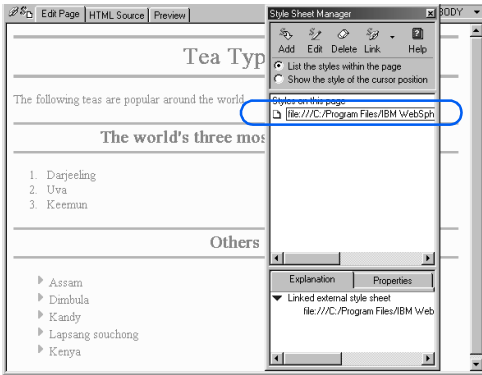 Edit Page HTML Source Preview
BODY
Tea Typ
The following teas are popular around the world
The world's three mos
1. Darjeeling
2. Uva
3. Keemun
Others
Assam
Dimbula
Kandy
Lapsang souchong
Kenya
Style Sheet Manager
Add Edit Delete Link Help
List the styles within the page
Show the style of the cursor position
Styles on this page
file:///C:/Program Files/IBM WebSph
Explanation Properties
Linked external style sheet
file:///C:/Program Files/IBM Web